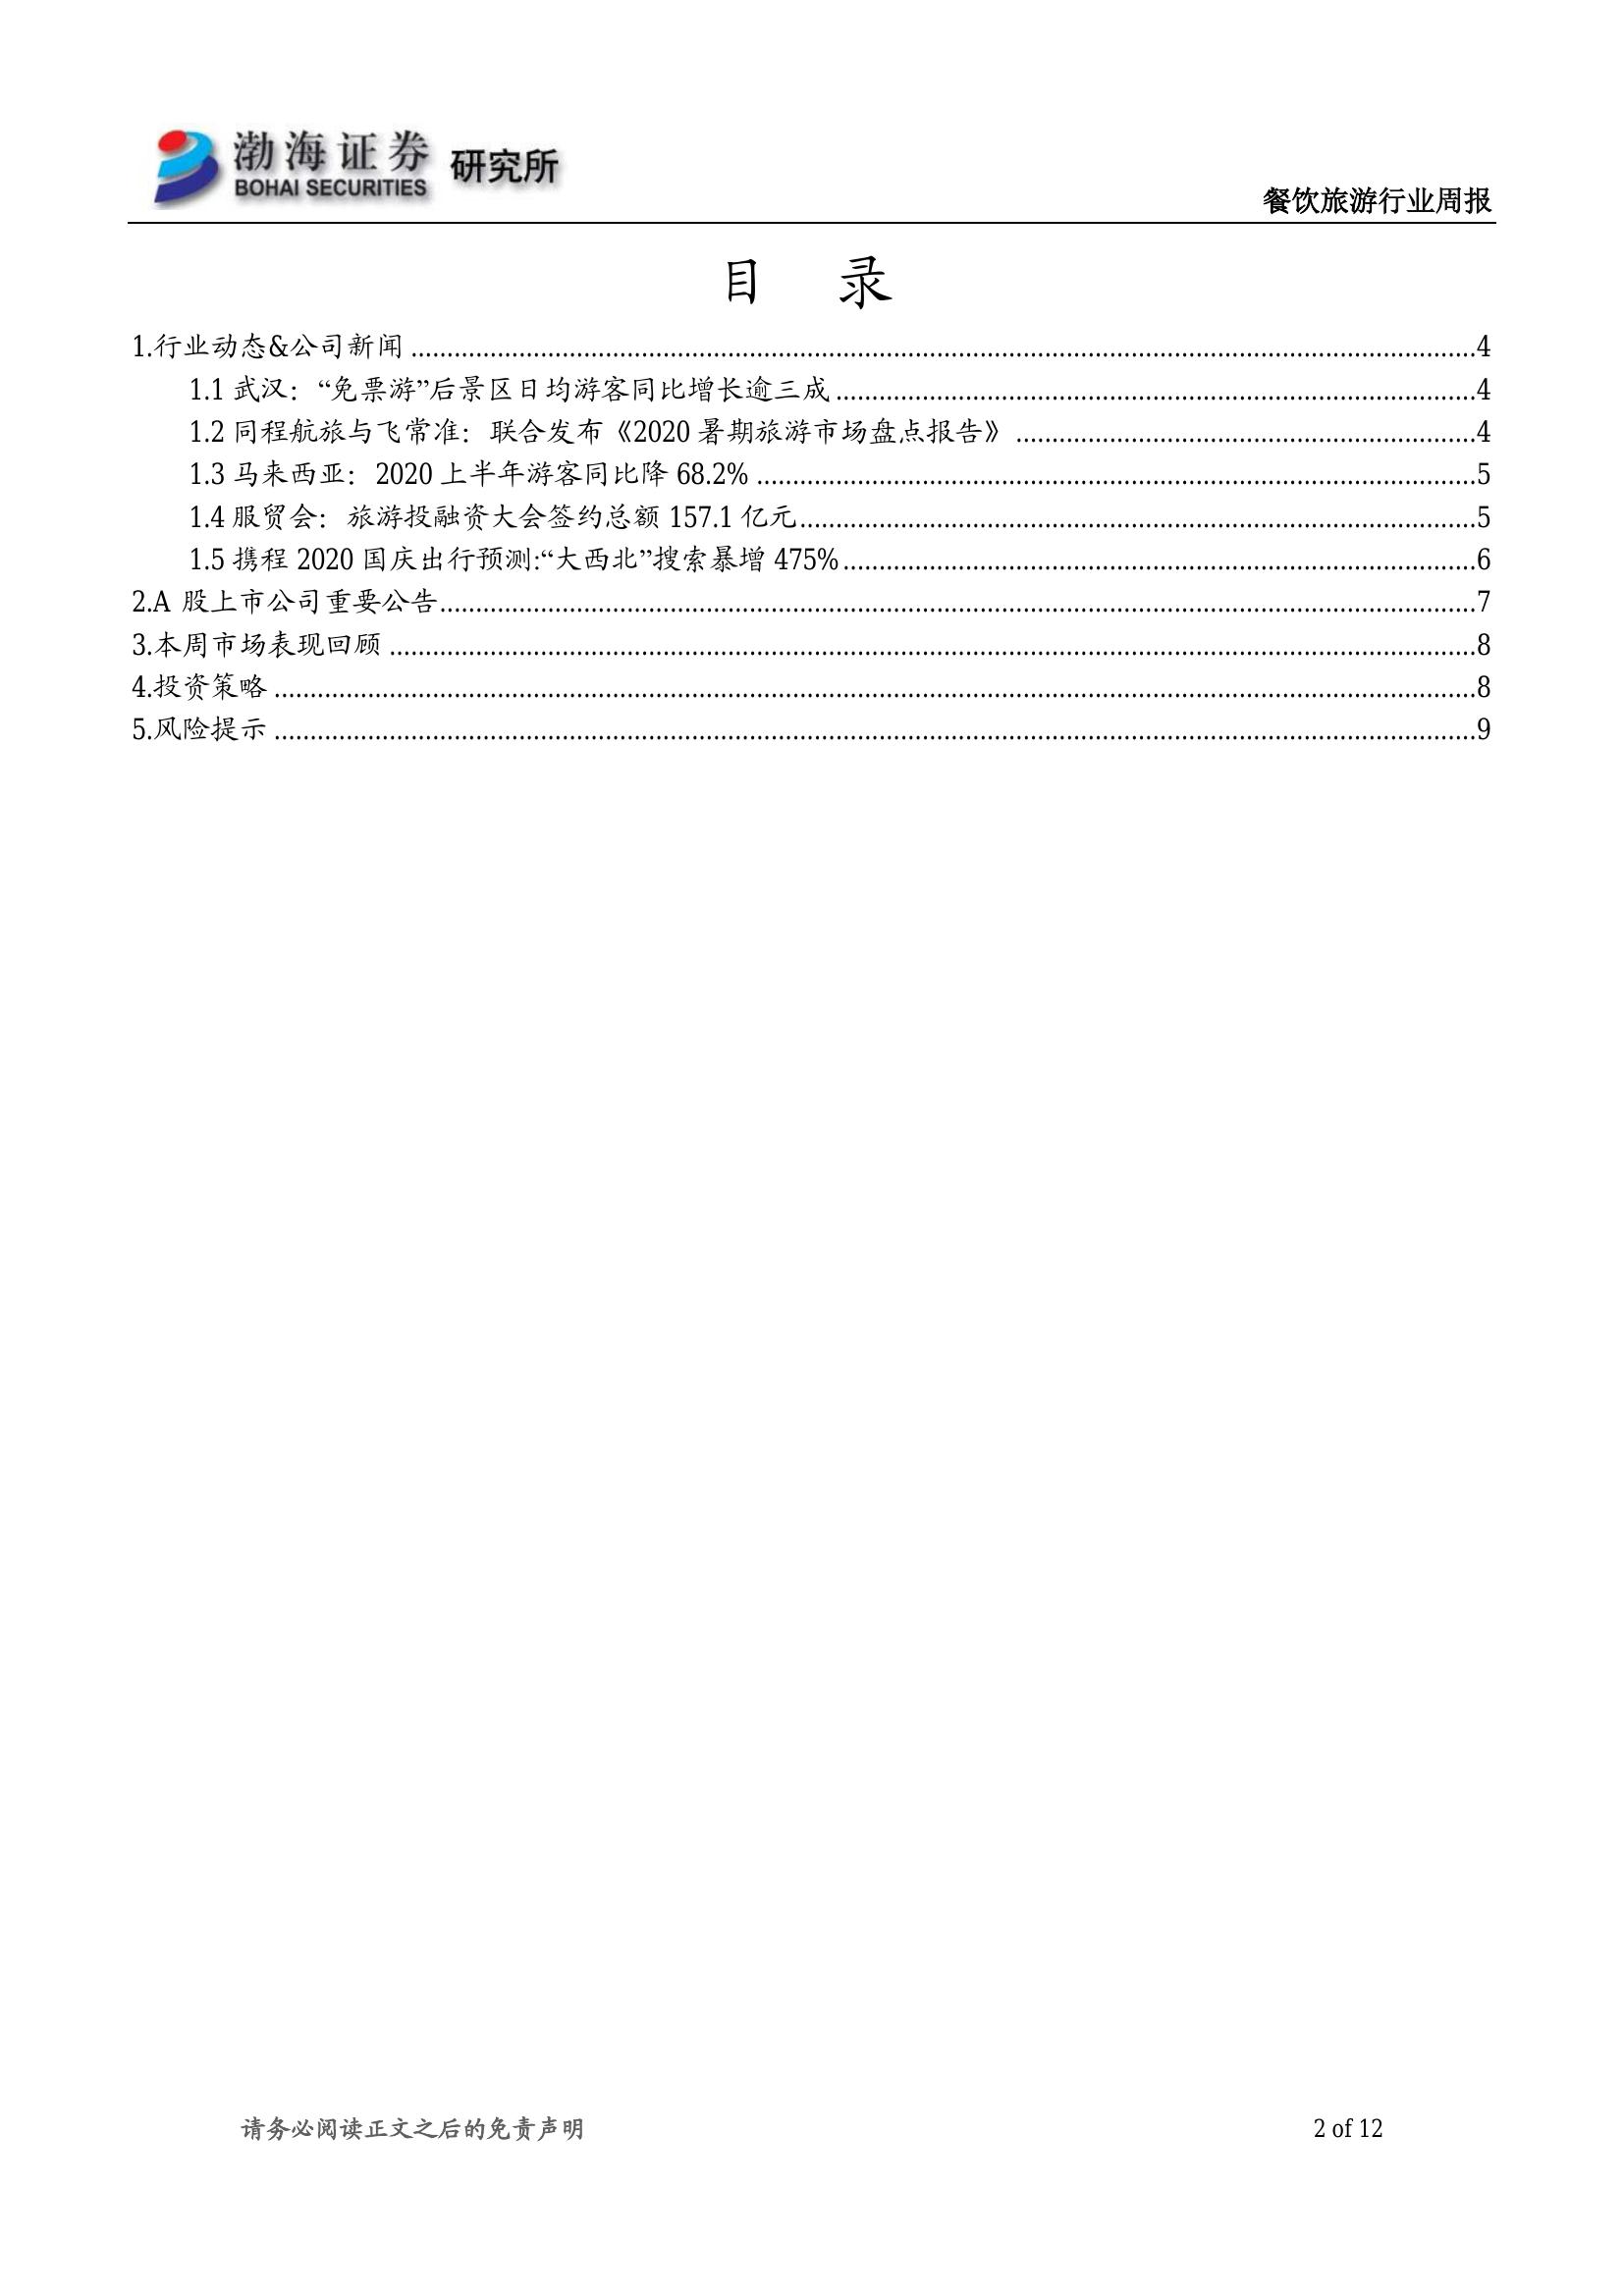 渤海证券 研究所
BOHAI SECURITIES
餐饮旅游行业周报
目 录
1.行业动态&公司新闻........................................................4
1.1 武汉：“免票游”后景区日均游客同比增长逾三成........................................................4
1.2 同程航旅与飞常准：联合发布《2020 暑期旅游市场盘点报告》........................................................4
1.3 马来西亚：2020 上半年游客同比降 68.2%........................................................5
1.4 服贸会：旅游投融资大会签约总额 157.1 亿元........................................................5
1.5 携程 2020 国庆出行预测:“大西北”搜索暴增 475%........................................................6
2.A 股上市公司重要公告........................................................7
3.本周市场表现回顾........................................................8
4.投资策略........................................................8
5.风险提示........................................................9
请务必阅读正文之后的免责声明 2 of 12